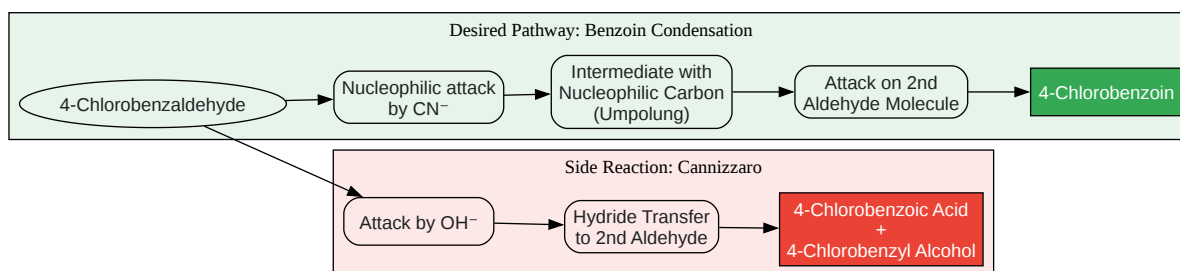 Desired Pathway: Benzoin Condensation
4-Chlorobenzaldehyde
Nucleophilic attack
by CN⁻
Intermediate with
Nucleophilic Carbon
(Umpolung)
Attack on 2nd
Aldehyde Molecule
4-Chlorobenzoin
Side Reaction: Cannizzaro
Attack by OH⁻
Hydride Transfer
to 2nd Aldehyde
4-Chlorobenzoic Acid
+
4-Chlorobenzyl Alcohol